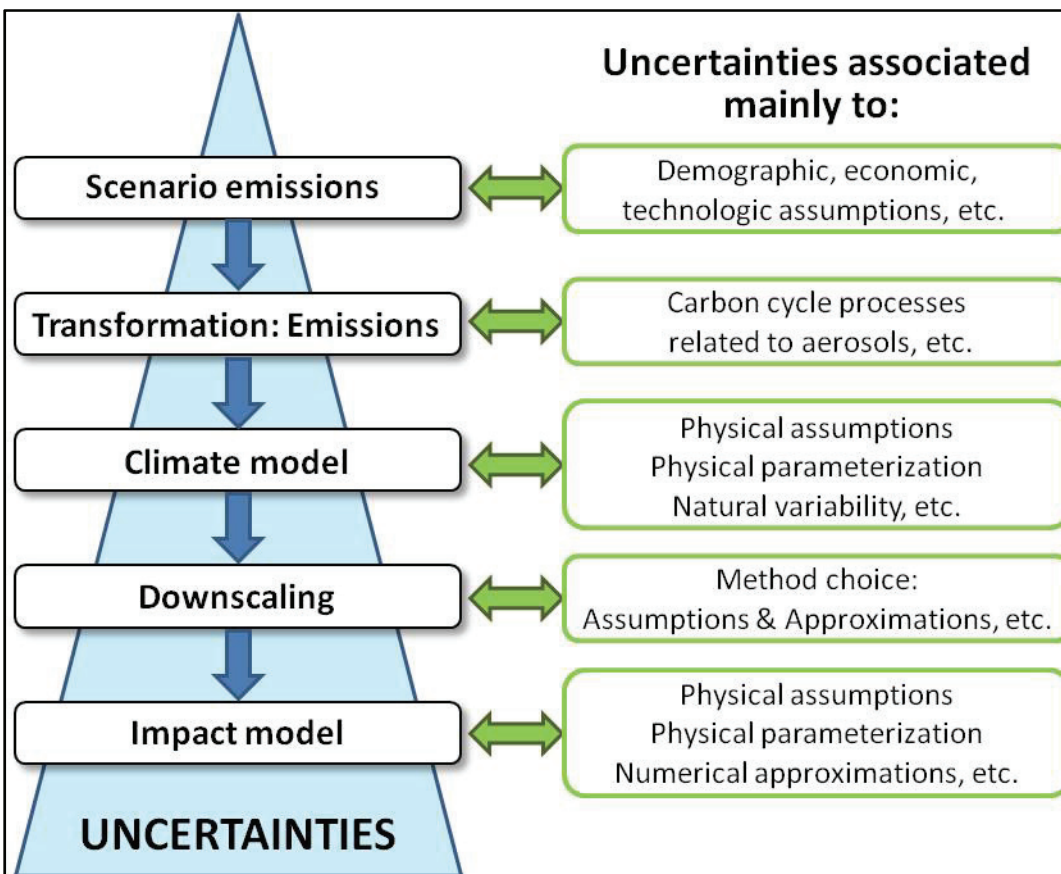 Uncertainties associated
mainly to:
Scenario emissions
Demographic, economic,
technologic assumptions, etc.
Transformation: Emissions
Carbon cycle processes
related to aerosols, etc.
Climate model
Physical assumptions
Physical parameterization
Natural variability, etc.
Downscaling
Method choice:
Assumptions & Approximations, etc.
Impact model
Physical assumptions
Physical parameterization
Numerical approximations, etc.
UNCERTAINTIES